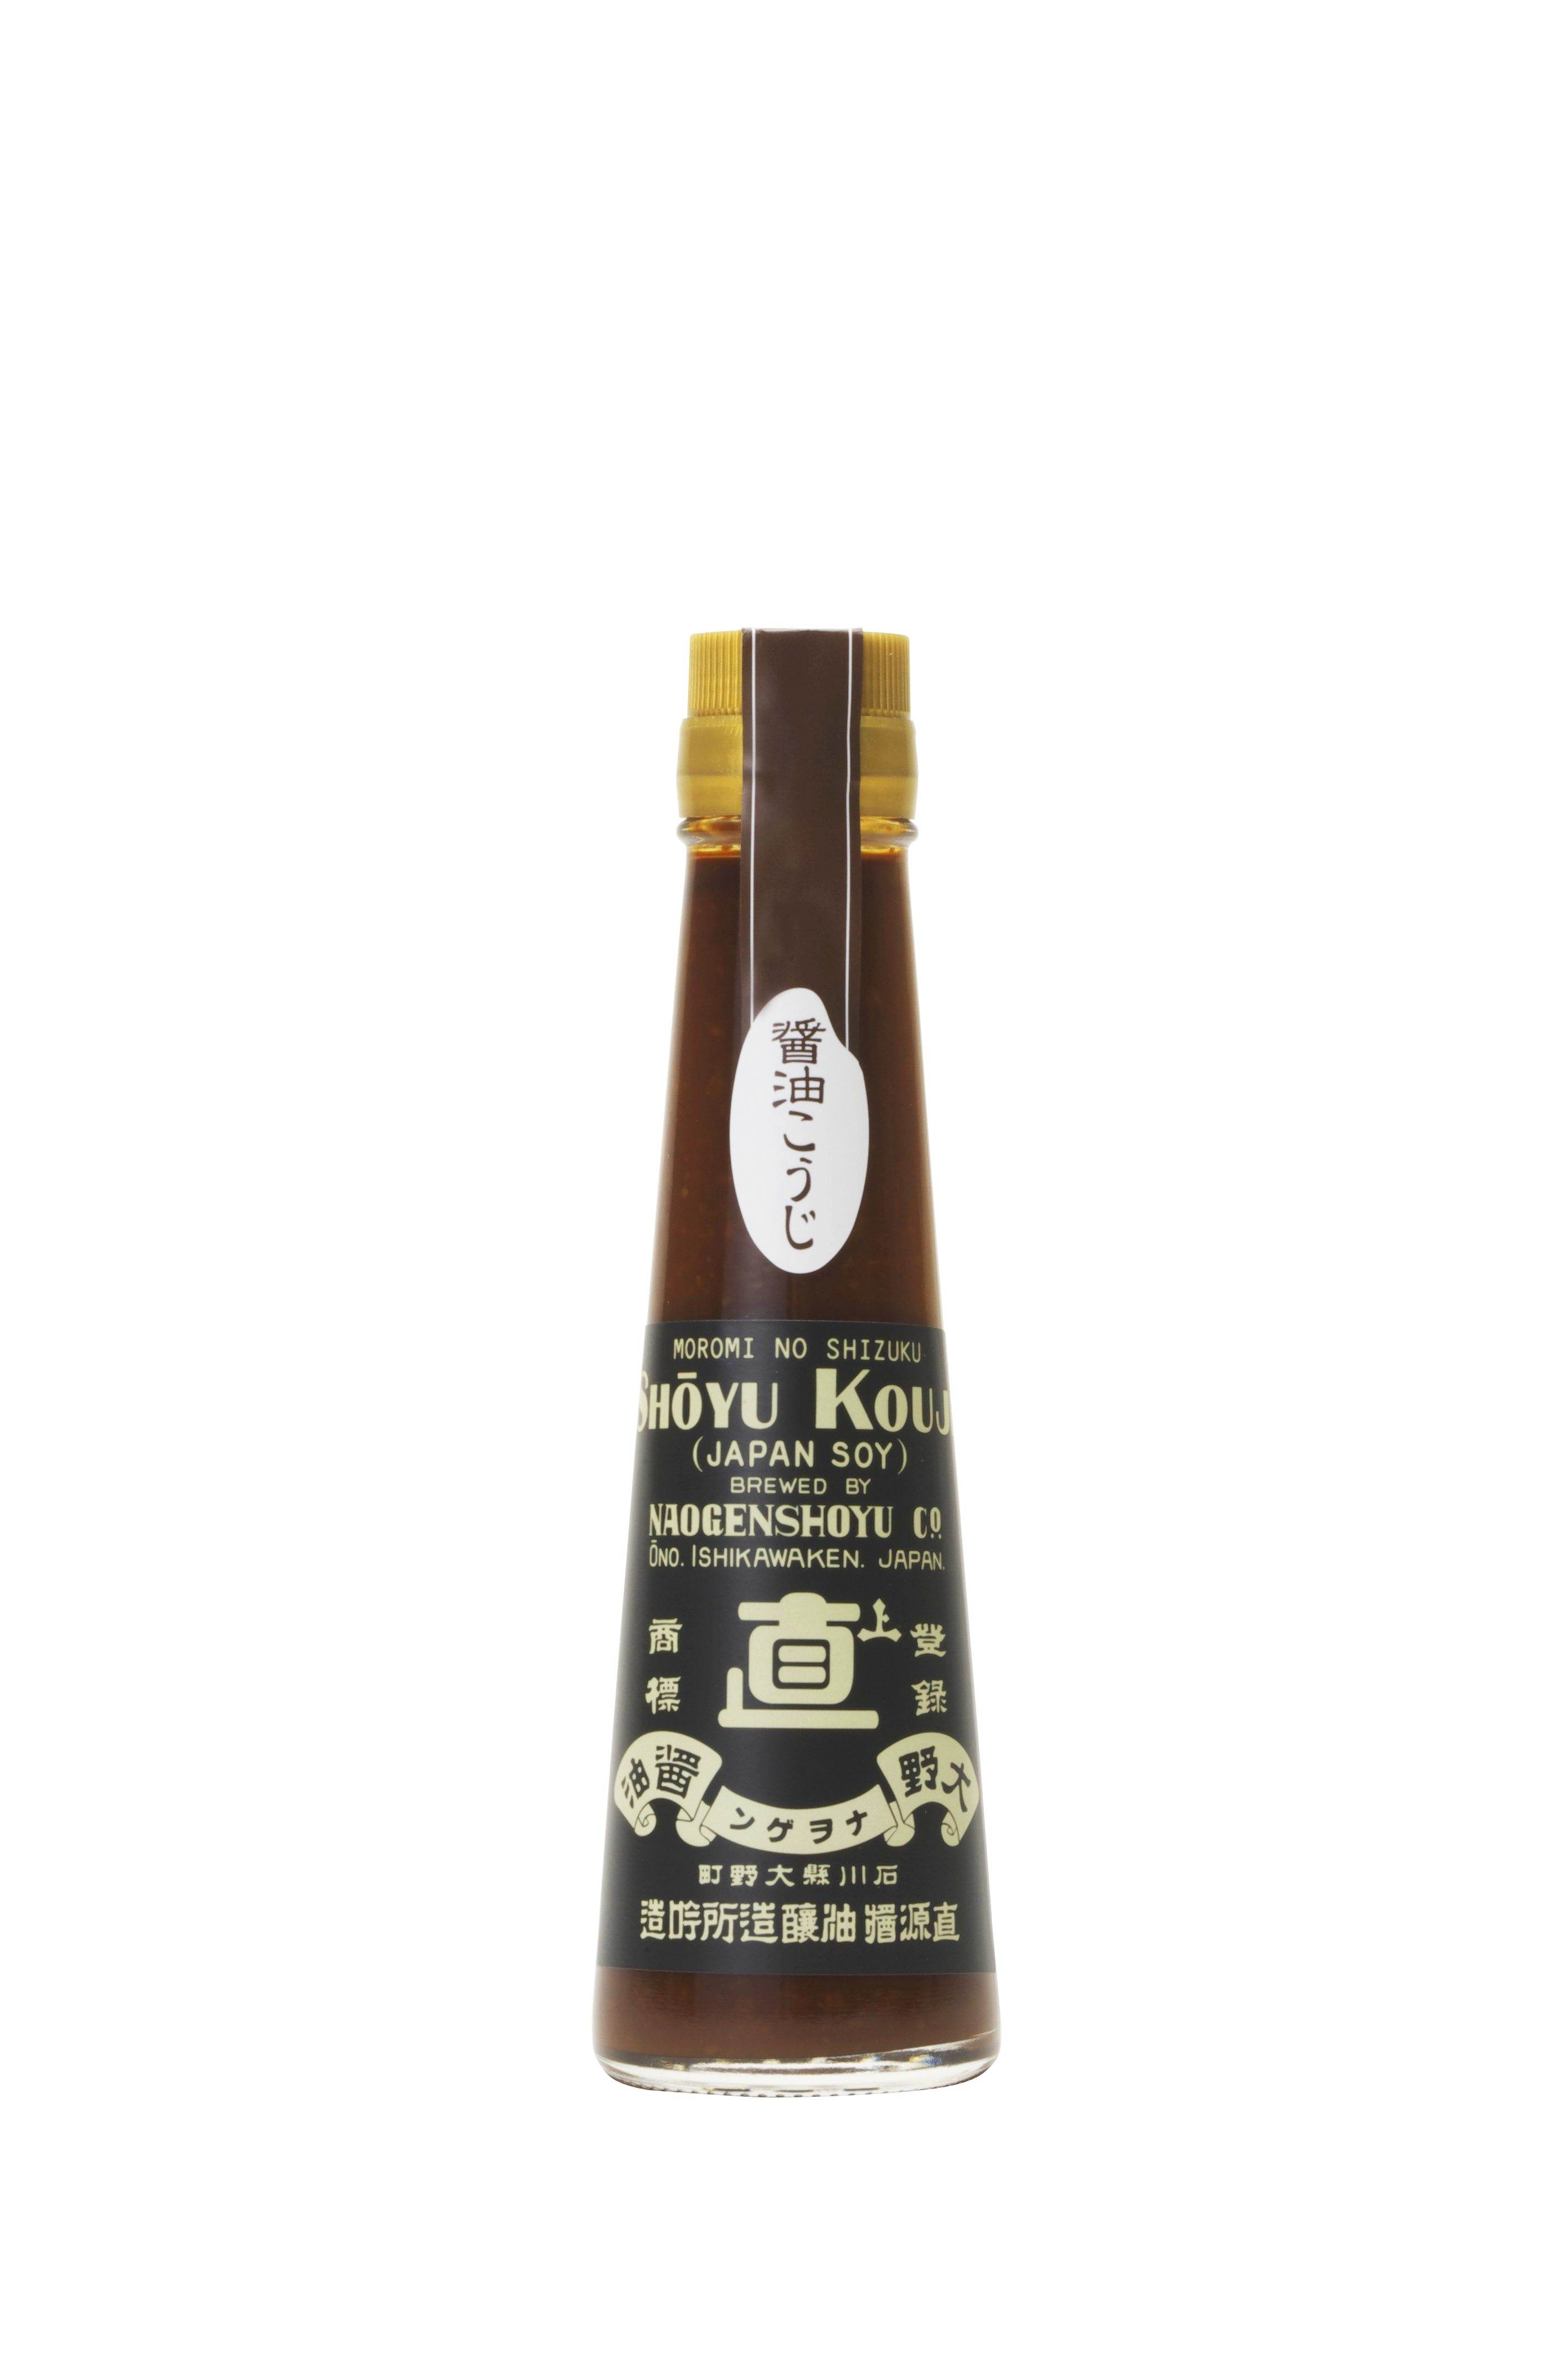 醤油こうじ
MOROMI NO SHIZUKU
SHŌYU KOUJ
(JAPAN SOY)
BREWED BY
NAOGENSHOYU Cº.
ŌNO. ISHIKAWAKEN. JAPAN.
直上
登録
商標
大野
醤油
ナヲゲン
石川縣大野町
直源醤油釀造所吟造